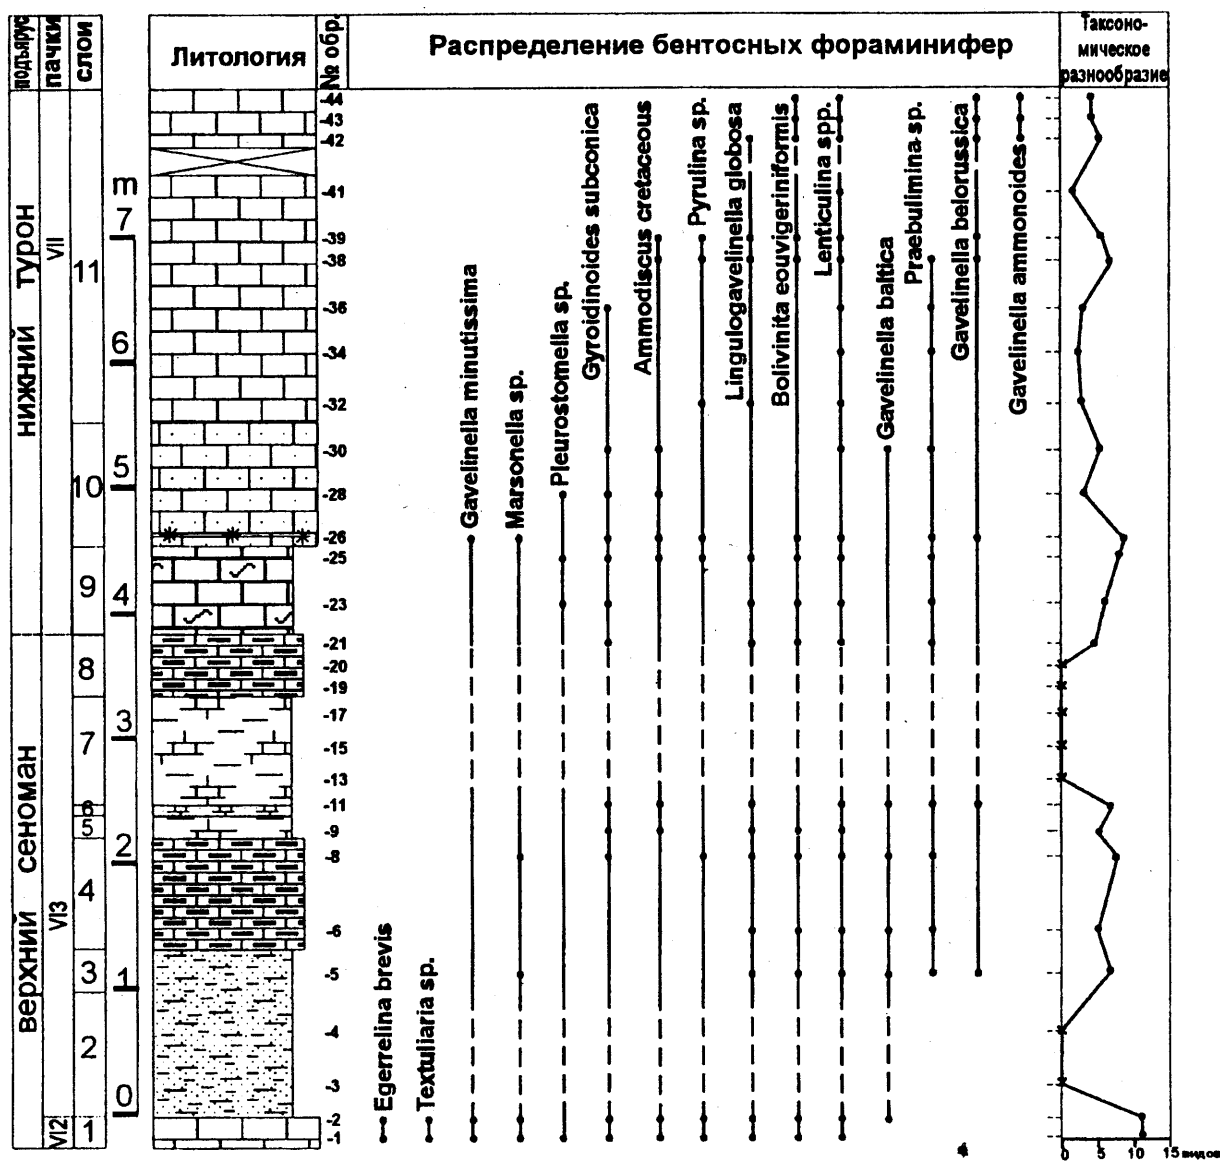 подъярус
пачки
слои
Литология
№ обр.
Распределение бентосных фораминифер
Таксоно-
мическое
разнообразие
нижний турон
верхний сеноман
VII
VI3
VI2
11
10
9
8
7
6
5
4
3
2
1
m
7
6
5
4
3
2
1
0
-44
-43
-42
-41
-39
-38
-36
-34
-32
-30
-28
-26
-25
-23
-21
-20
-19
-17
-15
-13
-11
-9
-8
-6
-5
-4
-3
-2
-1
Egerrelina brevis
Textuliaria sp.
Gavelinella minutissima
Marsonella sp.
Pleurostomella sp.
Gyroidinoides subconica
Ammodiscus cretaceous
Pyrulina sp.
Lingulogavelinella globosa
Bolivinita eouvigeriniformis
Lenticulina spp.
Gavelinella baltica
Praebulimina sp.
Gavelinella belorussica
Gavelinella ammonoides
4
0 5 10 15 видов